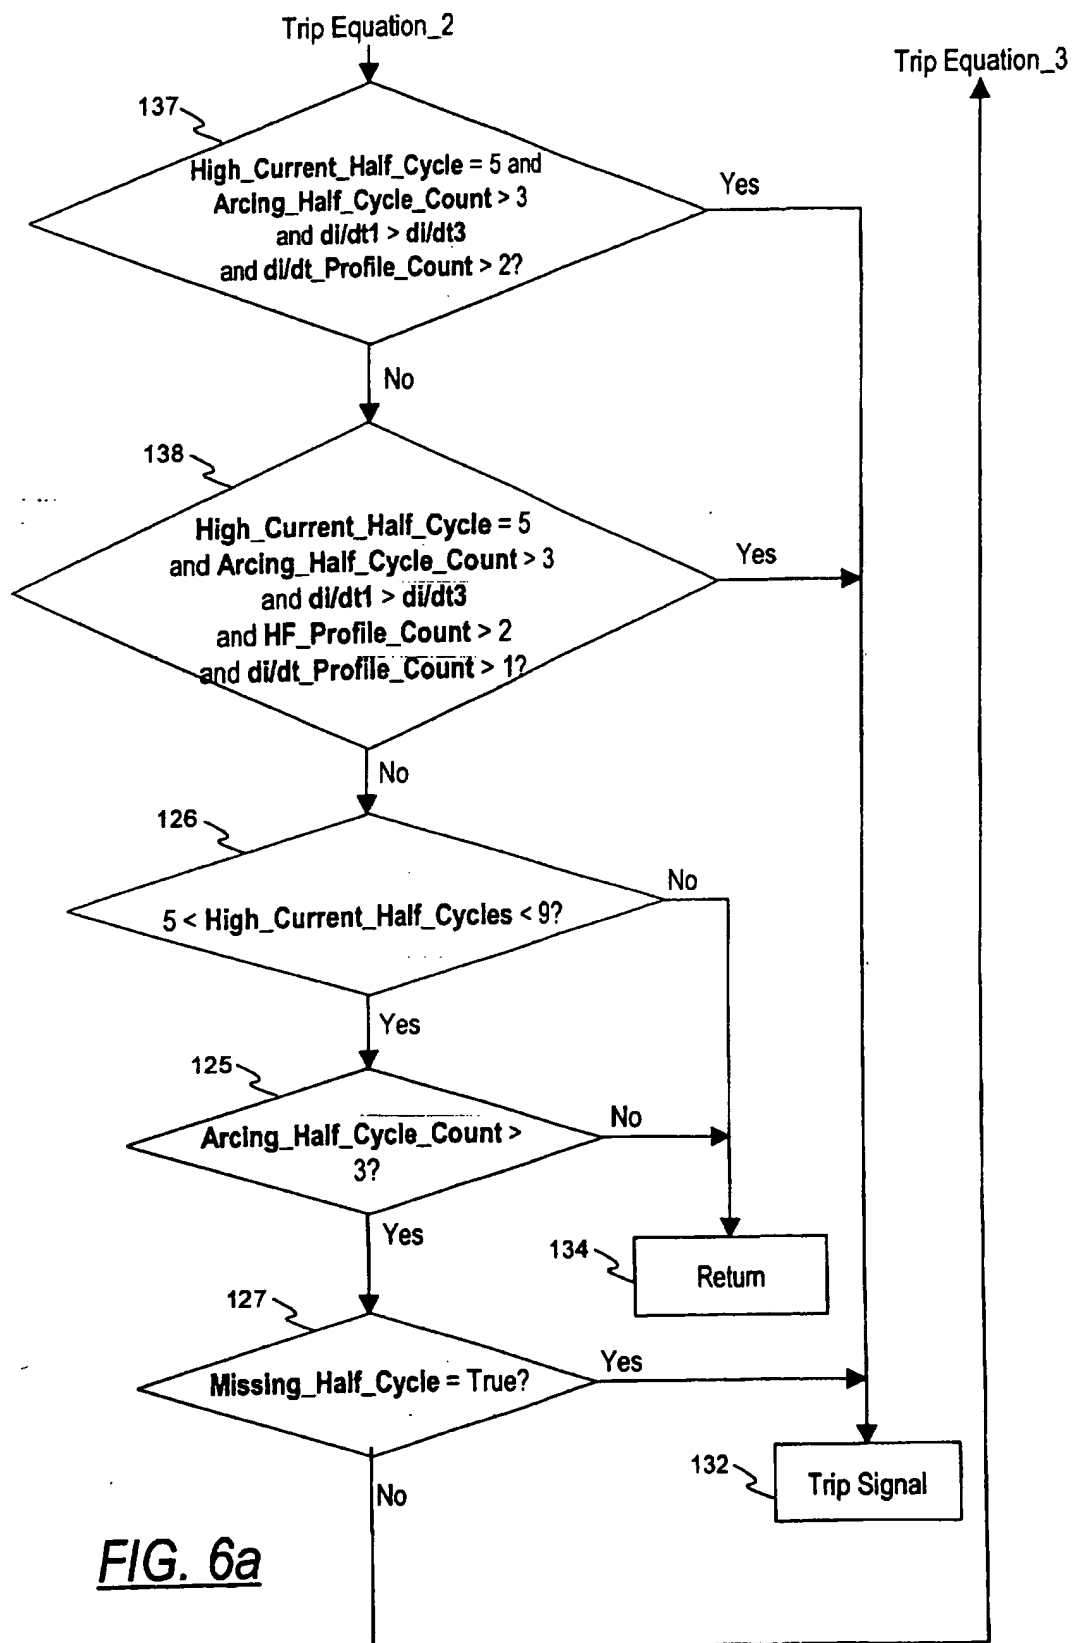 Trip Equation_2
Trip Equation_3
137
High_Current_Half_Cycle = 5 and
Arcing_Half_Cycle_Count > 3
and di/dt1 > di/dt3
and di/dt_Profile_Count > 2?
Yes
No
138
High_Current_Half_Cycle = 5
and Arcing_Half_Cycle_Count > 3
and di/dt1 > di/dt3
and HF_Profile_Count > 2
and di/dt_Profile_Count > 1?
Yes
No
126
5 < High_Current_Half_Cycles < 9?
No
Yes
125
Arcing_Half_Cycle_Count >
3?
No
Yes
134
Return
127
Missing_Half_Cycle = True?
Yes
No
132
Trip Signal
FIG. 6a